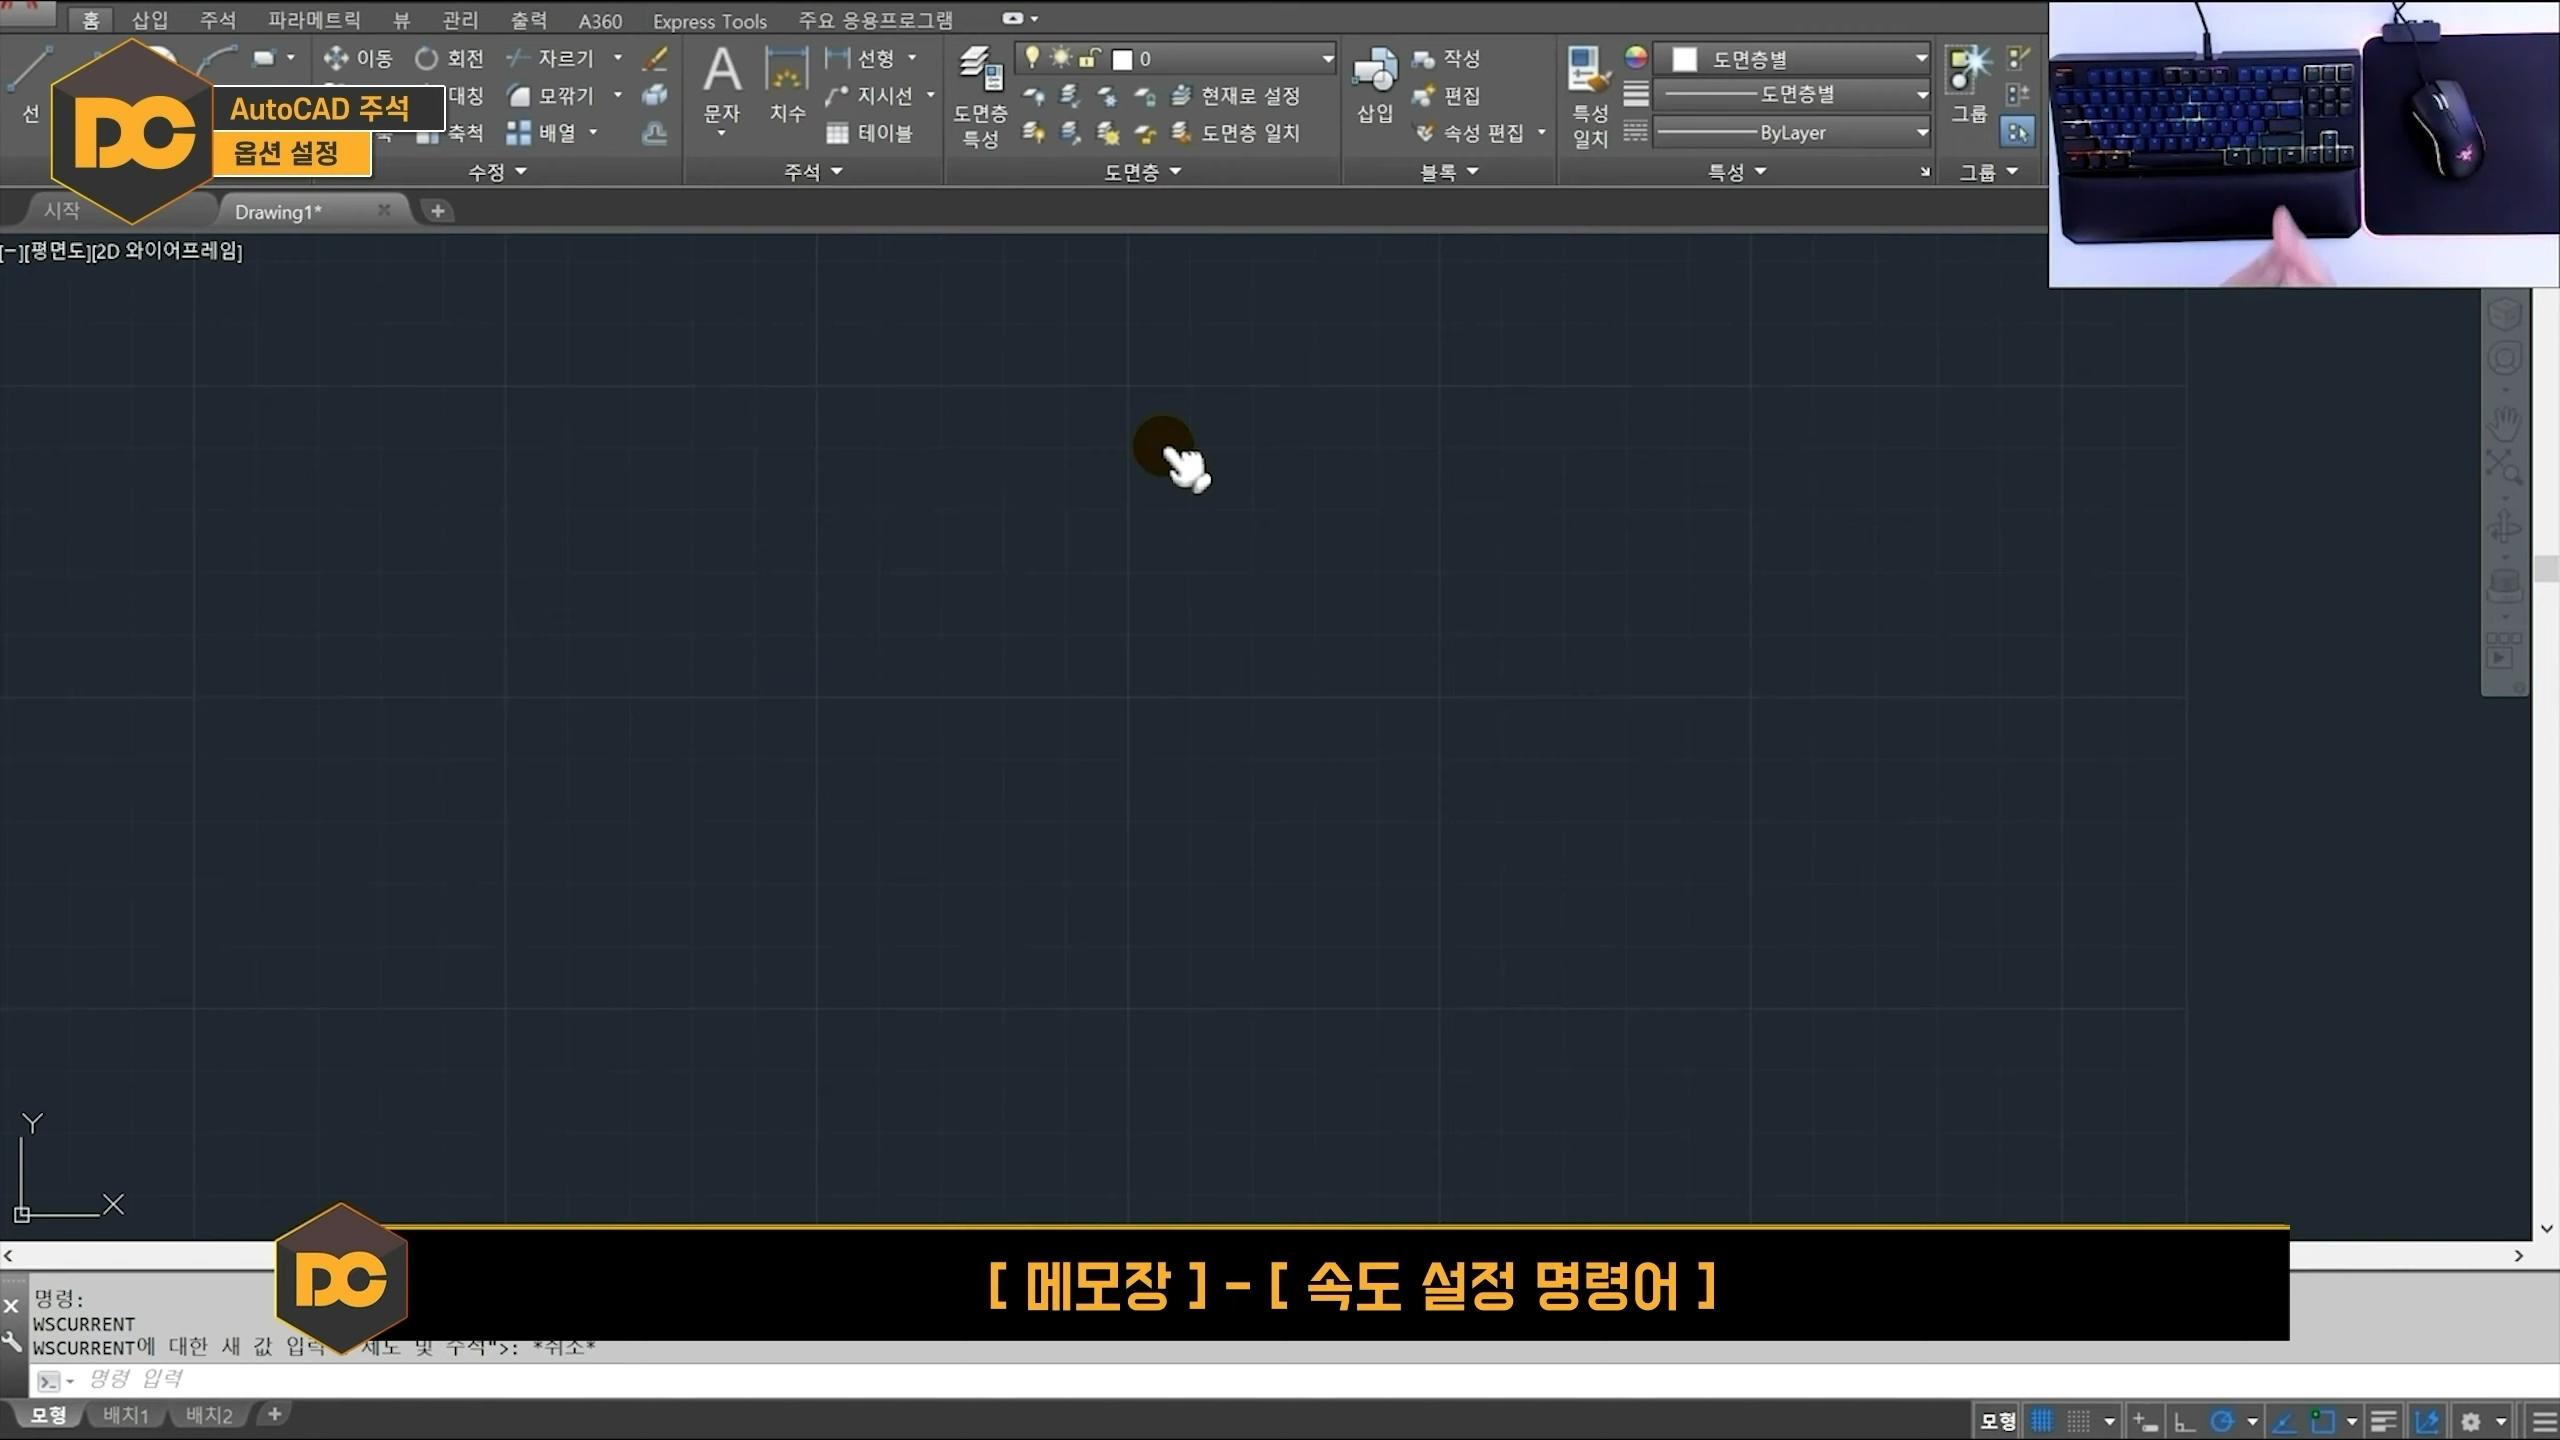 홈 삽입 주석 파라메트릭 뷰 관리 출력 A360 Express Tools 주요 응용프로그램
선
이동 회전 자르기
대칭 모깎기
축척 배열
수정
문자 치수
선형
지시선
테이블
주석
도면층 특성
0
현재로 설정
도면층 일치
도면층
삽입
작성
편집
속성 편집
블록
특성 일치
도면층별
도면층별
ByLayer
특성
그룹
그룹
DC
AutoCAD 주석
옵션 설정
시작 Drawing1*
[-][평면도][2D 와이어프레임]
Y
X
DC
[ 메모장 ] - [ 속도 설정 명령어 ]
명령:
WSCURRENT
WSCURRENT에 대한 새 값 입력 및 주석">: *취소*
명령 입력
모형 배치1 배치2
모형